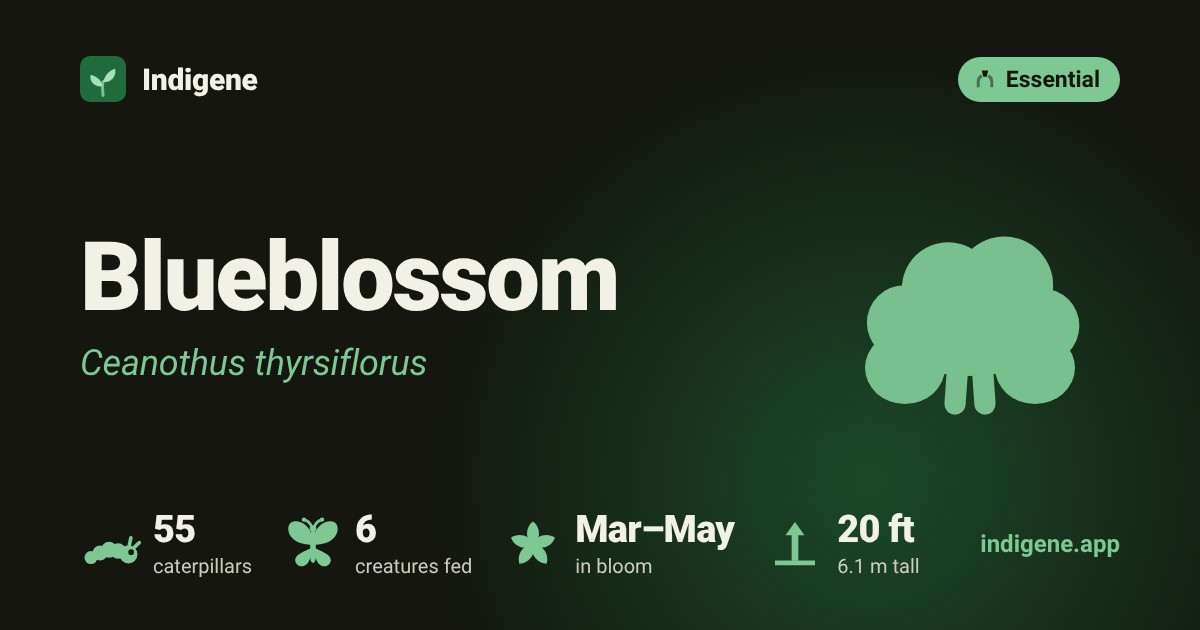 Indigene
Essential
Blueblossom
Ceanothus thyrsiflorus
55
caterpillars
6
creatures fed
Mar–May
in bloom
20 ft
6.1 m tall
indigene.app